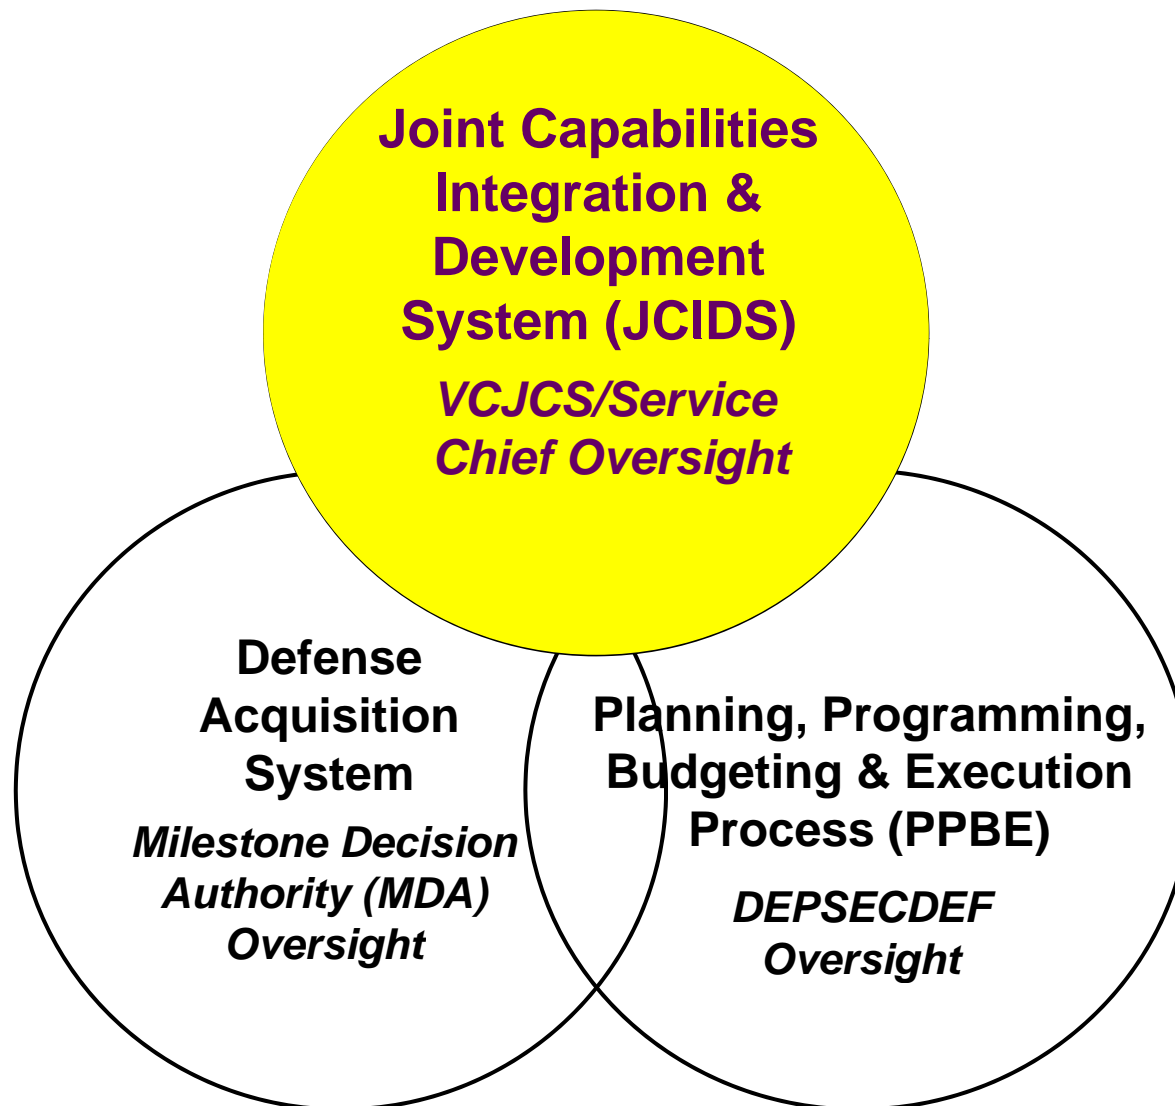 Joint Capabilities
Integration &
Development
System (JCIDS)
VCJCS/Service
Chief Oversight
Defense
Acquisition
System
Milestone Decision
Authority (MDA)
Oversight
Planning, Programming,
Budgeting & Execution
Process (PPBE)
DEPSECDEF
Oversight